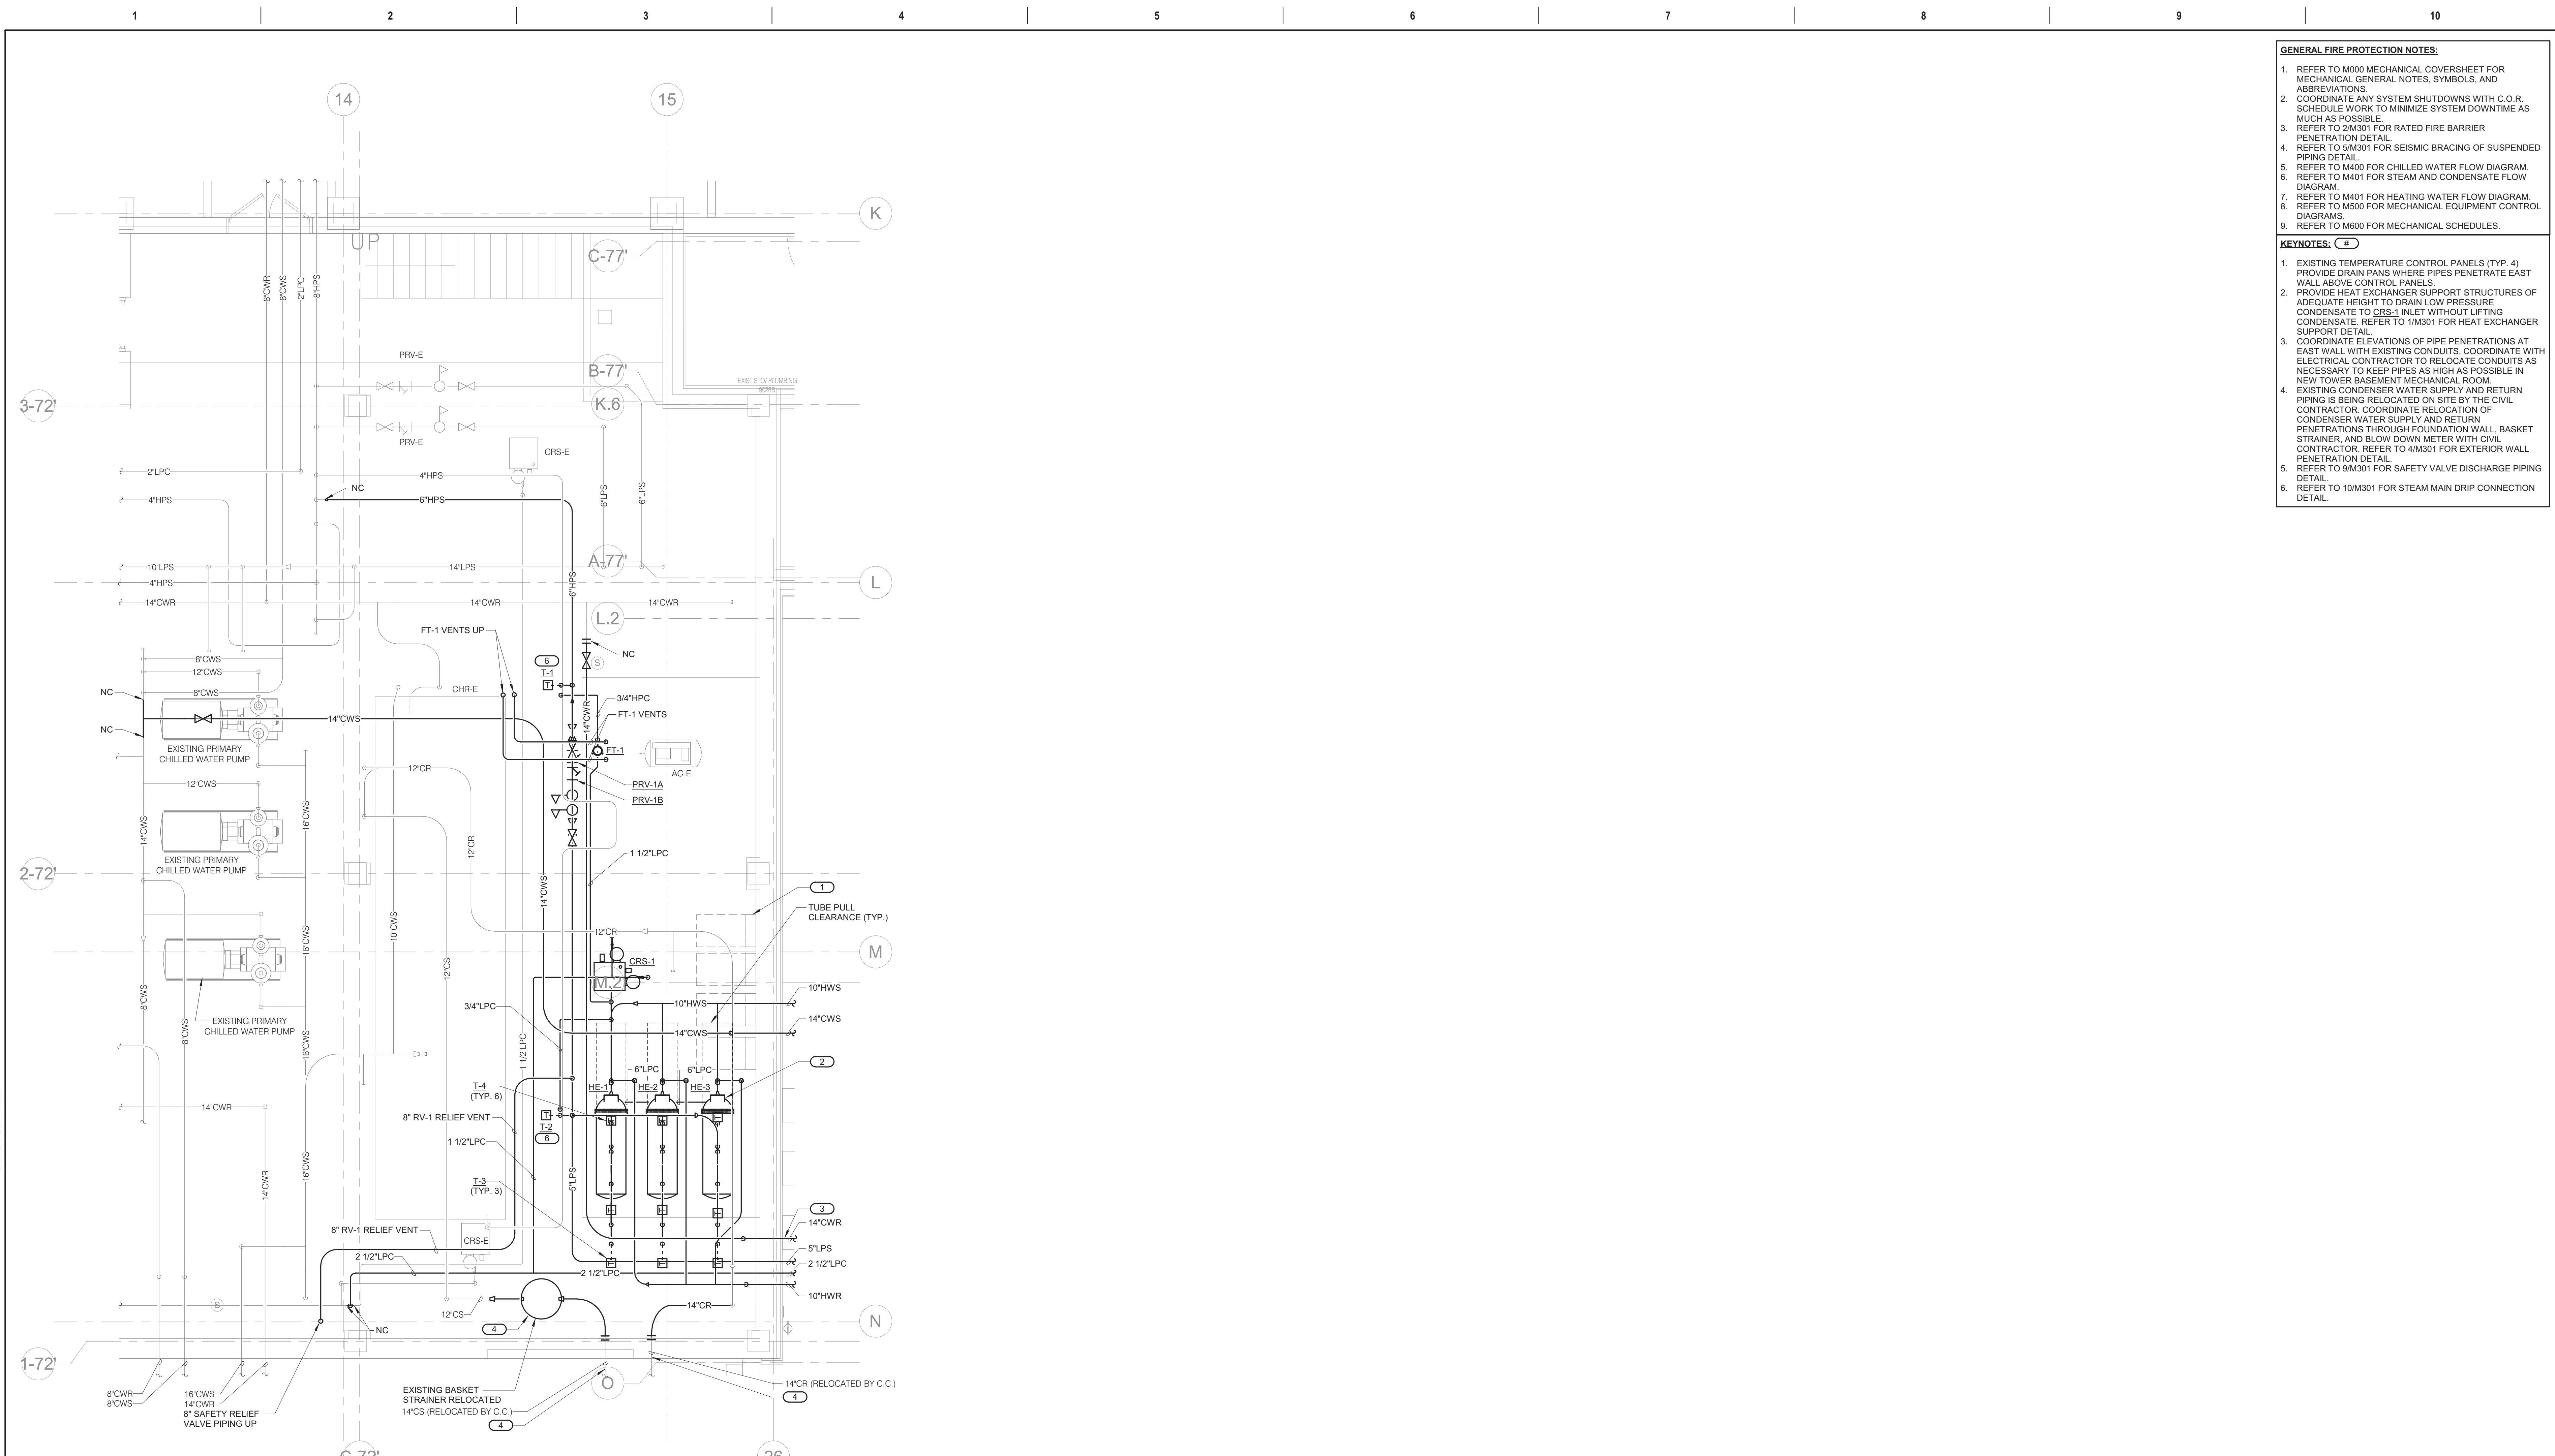 1 2 3 4 5 6 7 8 9 10
GENERAL FIRE PROTECTION NOTES:
1. REFER TO M000 MECHANICAL COVERSHEET FOR
MECHANICAL GENERAL NOTES, SYMBOLS, AND
ABBREVIATIONS.
2. COORDINATE ANY SYSTEM SHUTDOWNS WITH C.O.R.
SCHEDULE WORK TO MINIMIZE SYSTEM DOWNTIME AS
MUCH AS POSSIBLE.
3. REFER TO 2/M301 FOR RATED FIRE BARRIER
PENETRATION DETAIL.
4. REFER TO 5/M301 FOR SEISMIC BRACING OF SUSPENDED
PIPING DETAIL.
5. REFER TO M400 FOR CHILLED WATER FLOW DIAGRAM.
6. REFER TO M401 FOR STEAM AND CONDENSATE FLOW
DIAGRAM.
7. REFER TO M401 FOR HEATING WATER FLOW DIAGRAM.
8. REFER TO M500 FOR MECHANICAL EQUIPMENT CONTROL
DIAGRAMS.
9. REFER TO M600 FOR MECHANICAL SCHEDULES.
KEYNOTES: #
1. EXISTING TEMPERATURE CONTROL PANELS (TYP. 4)
PROVIDE DRAIN PANS WHERE PIPES PENETRATE EAST
WALL ABOVE CONTROL PANELS.
2. PROVIDE HEAT EXCHANGER SUPPORT STRUCTURES OF
ADEQUATE HEIGHT TO DRAIN LOW PRESSURE
CONDENSATE TO CRS-1 INLET WITHOUT LIFTING
CONDENSATE. REFER TO 1/M301 FOR HEAT EXCHANGER
SUPPORT DETAIL.
3. COORDINATE ELEVATIONS OF PIPE PENETRATIONS AT
EAST WALL WITH EXISTING CONDUITS. COORDINATE WITH
ELECTRICAL CONTRACTOR TO RELOCATE CONDUITS AS
NECESSARY TO KEEP PIPES AS HIGH AS POSSIBLE IN
NEW TOWER BASEMENT MECHANICAL ROOM.
4. EXISTING CONDENSER WATER SUPPLY AND RETURN
PIPING IS BEING RELOCATED ON SITE BY THE CIVIL
CONTRACTOR. COORDINATE RELOCATION OF
CONDENSER WATER SUPPLY AND RETURN
PENETRATIONS THROUGH FOUNDATION WALL, BASKET
STRAINER, AND BLOW DOWN METER WITH CIVIL
CONTRACTOR. REFER TO 4/M301 FOR EXTERIOR WALL
PENETRATION DETAIL.
5. REFER TO 9/M301 FOR SAFETY VALVE DISCHARGE PIPING
DETAIL.
6. REFER TO 10/M301 FOR STEAM MAIN DRIP CONNECTION
DETAIL.
14 15
K
UP
C-77'
8"CWR
8"CWS
2"LPC
8"HPS
PRV-E
B-77'
EXIST STO/ PLUMBING
3-72'
K.6
PRV-E
CRS-E
2"LPC
4"HPS
NC
4"HPS
6"HPS
6"LPS
6"LPS
A-77'
10"LPS
14"LPS
4"HPS
L
6"HPS
14"CWR
14"CWR
14"CWR
L.2
FT-1 VENTS UP
NC
S
8"CWS
6
T-1
T
12"CWS
CHR-E
NC
8"CWS
3/4"HPC
FT-1 VENTS
14"CWS
14"CWR
NC
EXISTING PRIMARY
CHILLED WATER PUMP
FT-1
AC-E
12"CR
12"CWS
PRV-1A
PRV-1B
16"CWS
14"CWS
12"CR
EXISTING PRIMARY
CHILLED WATER PUMP
1 1/2"LPC
2-72'
14"CWS
1
TUBE PULL
CLEARANCE (TYP.)
10"CWS
16"CWS
12"CR
M
12"CS
CRS-1
M.2
10"HWS
8"CWS
3/4"LPC
10"HWS
EXISTING PRIMARY
CHILLED WATER PUMP
14"CWS
14"CWS
8"CWS
16"CWS
1 1/2"LPC
2
6"LPC
6"LPC
HE-1
HE-2
HE-3
T-4
(TYP. 6)
14"CWR
8" RV-1 RELIEF VENT
T
T-2
6
1 1/2"LPC
16"CWS
14"CWR
5"LPS
T-3
(TYP. 3)
3
14"CWR
8" RV-1 RELIEF VENT
CRS-E
5"LPS
2 1/2"LPC
2 1/2"LPC
2 1/2"LPC
10"HWR
S
12"CS
14"CR
NC
4
N
1-72'
O
8"CWR
8"CWS
16"CWS
14"CWR
8" SAFETY RELIEF
VALVE PIPING UP
EXISTING BASKET
STRAINER RELOCATED
14"CS (RELOCATED BY C.C.)
4
14"CR (RELOCATED BY C.C.)
4
C-72'
26